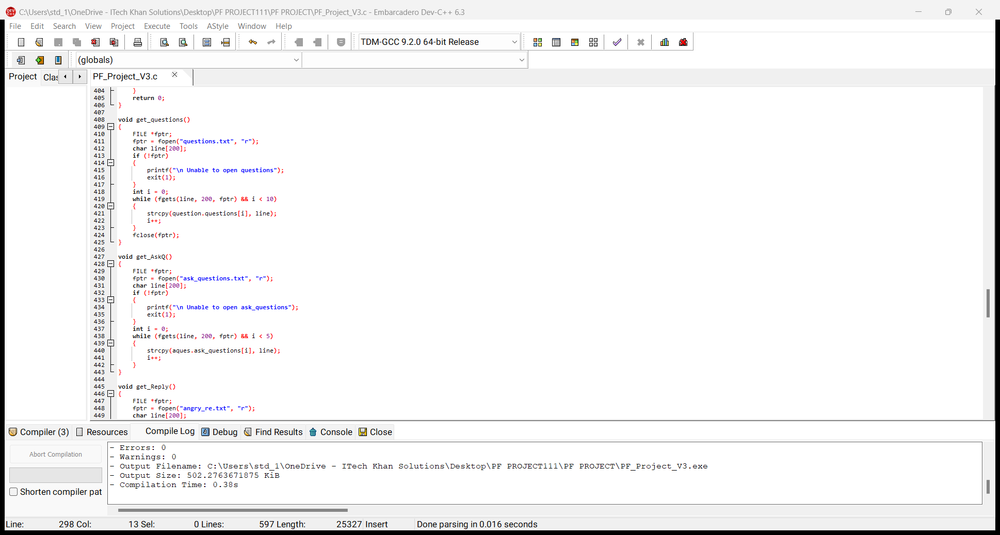 C:\Users\std_1\OneDrive - ITech Khan Solutions\Desktop\PF PROJECT111\PF PROJECT\PF_Project_V3.c - Embarcadero Dev-C++ 6.3
File Edit Search View Project Execute Tools AStyle Window Help
TDM-GCC 9.2.0 64-bit Release
(globals)
Project Clas PF_Project_V3.c
404 }
405 return 0;
406 }
407
408 void get_questions()
409 {
410 FILE *fptr;
411 fptr = fopen("questions.txt", "r");
412 char line[200];
413 if (!fptr)
414 {
415 printf("\n Unable to open questions");
416 exit(1);
417 }
418 int i = 0;
419 while (fgets(line, 200, fptr) && i < 10)
420 {
421 strcpy(question.questions[i], line);
422 i++;
423 }
424 fclose(fptr);
425 }
426
427 void get_AskQ()
428 {
429 FILE *fptr;
430 fptr = fopen("ask_questions.txt", "r");
431 char line[200];
432 if (!fptr)
433 {
434 printf("\n Unable to open ask_questions");
435 exit(1);
436 }
437 int i = 0;
438 while (fgets(line, 200, fptr) && i < 5)
439 {
440 strcpy(aques.ask_questions[i], line);
441 i++;
442 }
443 }
444
445 void get_Reply()
446 {
447 FILE *fptr;
448 fptr = fopen("angry_re.txt", "r");
449 char line[200];
Compiler (3) Resources Compile Log Debug Find Results Console Close
Abort Compilation
Shorten compiler pat
- Errors: 0
- Warnings: 0
- Output Filename: C:\Users\std_1\OneDrive - ITech Khan Solutions\Desktop\PF PROJECT111\PF PROJECT\PF_Project_V3.exe
- Output Size: 502.2763671875 KiB
- Compilation Time: 0.38s
Line: 298 Col: 13 Sel: 0 Lines: 597 Length: 25327 Insert Done parsing in 0.016 seconds